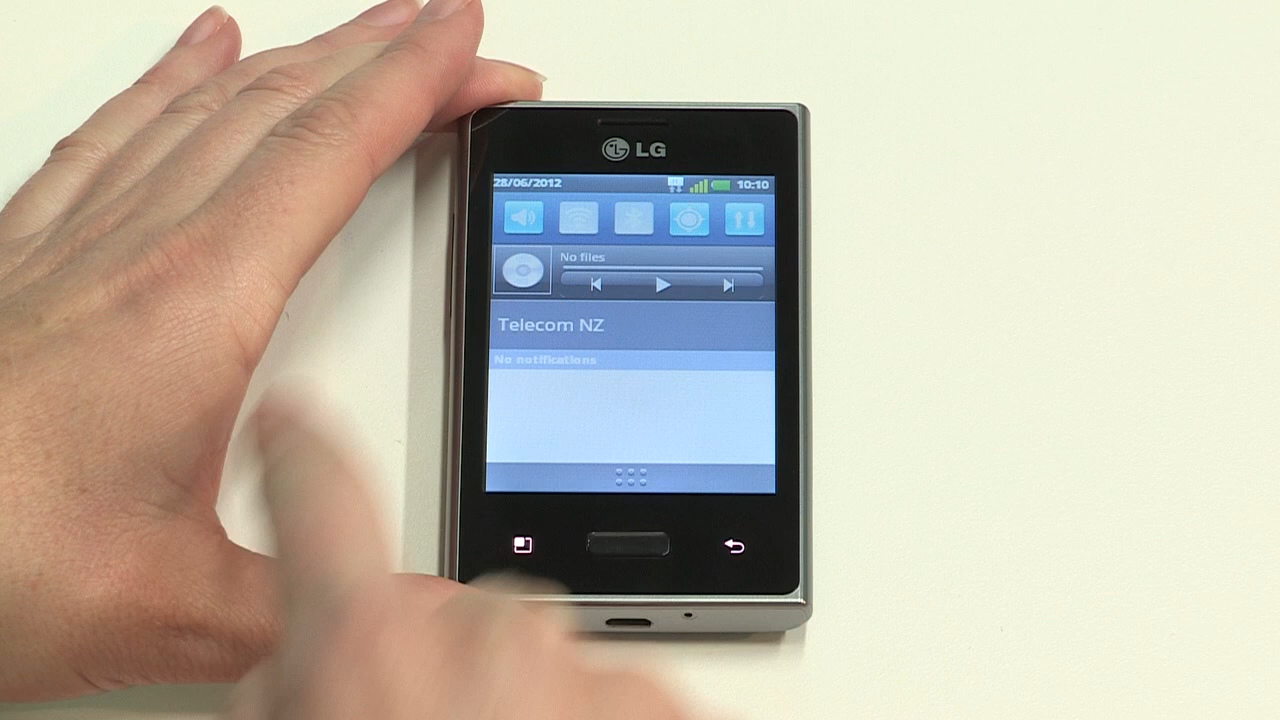 LG
28/06/2012 10:10
No files
Telecom NZ
No notifications